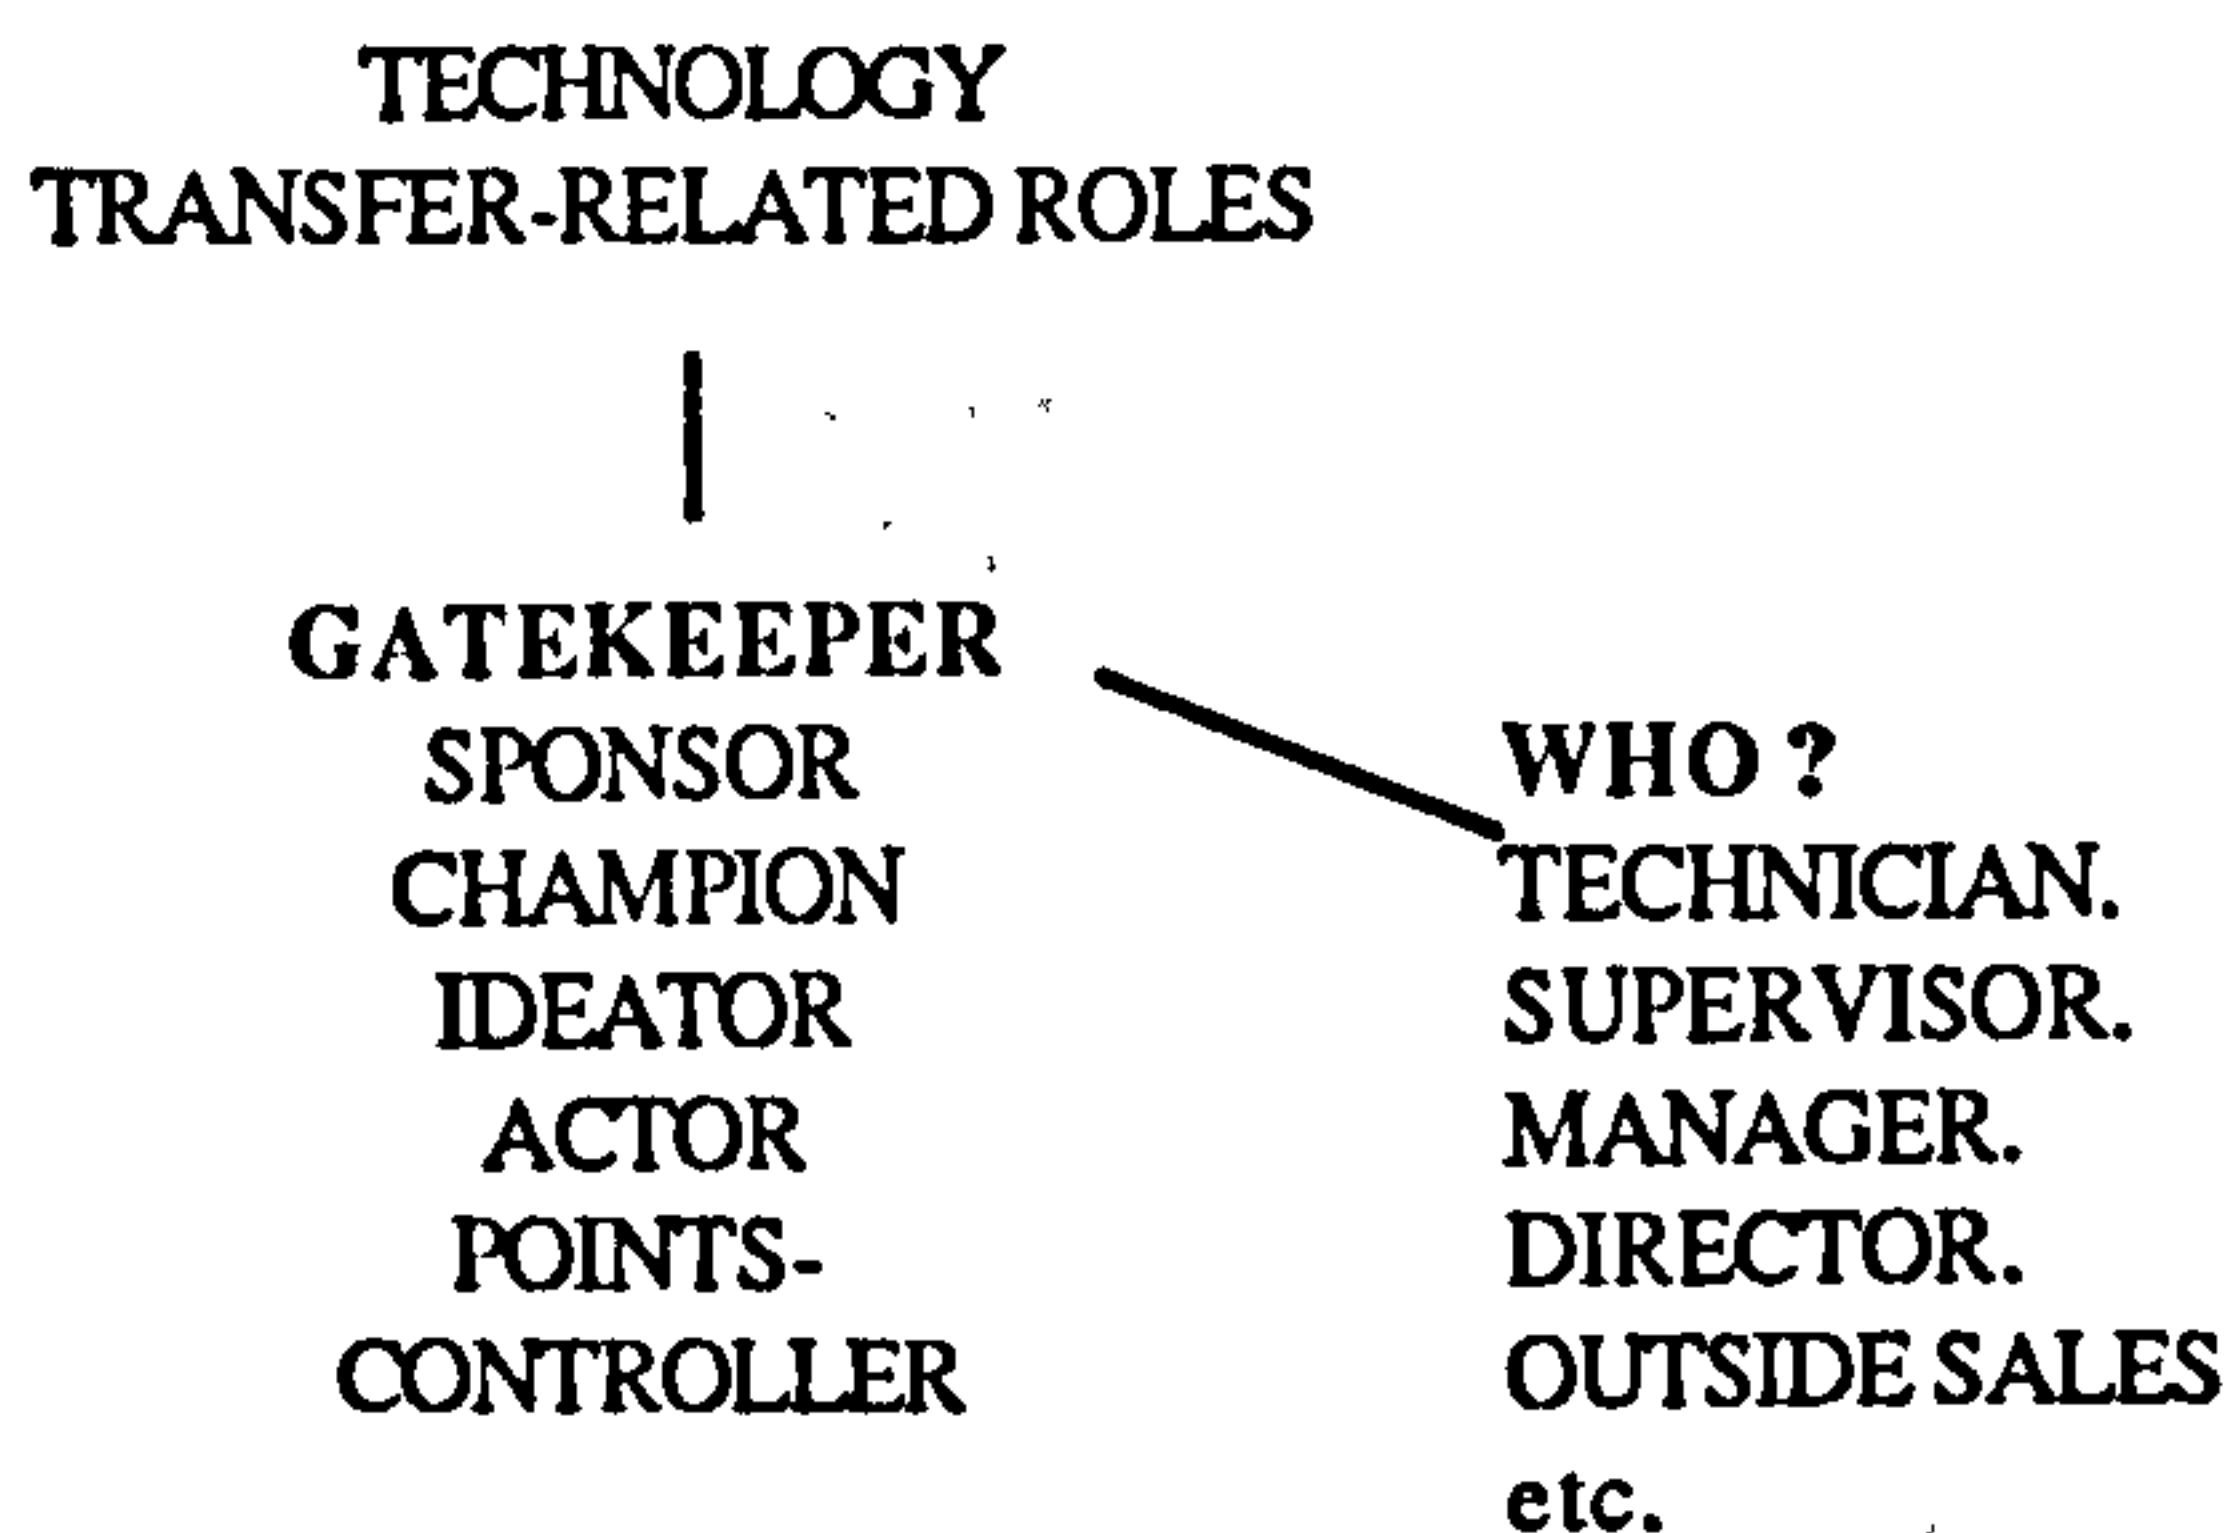 TECHNOLOGY
TRANSFER-RELATED ROLES
GATEKEEPER
SPONSOR
CHAMPION
IDEATOR
ACTOR
POINTS-
CONTROLLER
WHO ?
TECHNICIAN.
SUPERVISOR.
MANAGER.
DIRECTOR.
OUTSIDE SALES
etc.